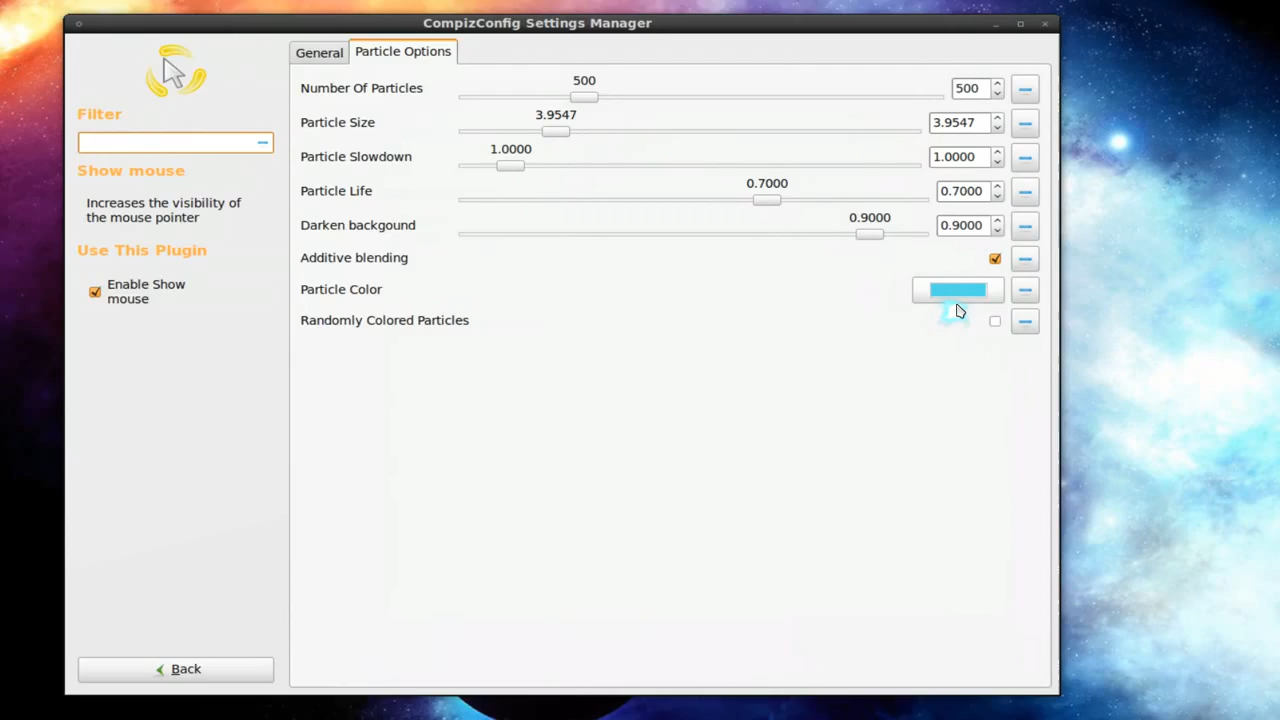 CompizConfig Settings Manager
Filter
Show mouse
Increases the visibility of
the mouse pointer
Use This Plugin
Enable Show
mouse
Back
General
Particle Options
Number Of Particles 500 500
Particle Size 3.9547 3.9547
Particle Slowdown 1.0000 1.0000
Particle Life 0.7000 0.7000
Darken backgound 0.9000 0.9000
Additive blending
Particle Color
Randomly Colored Particles